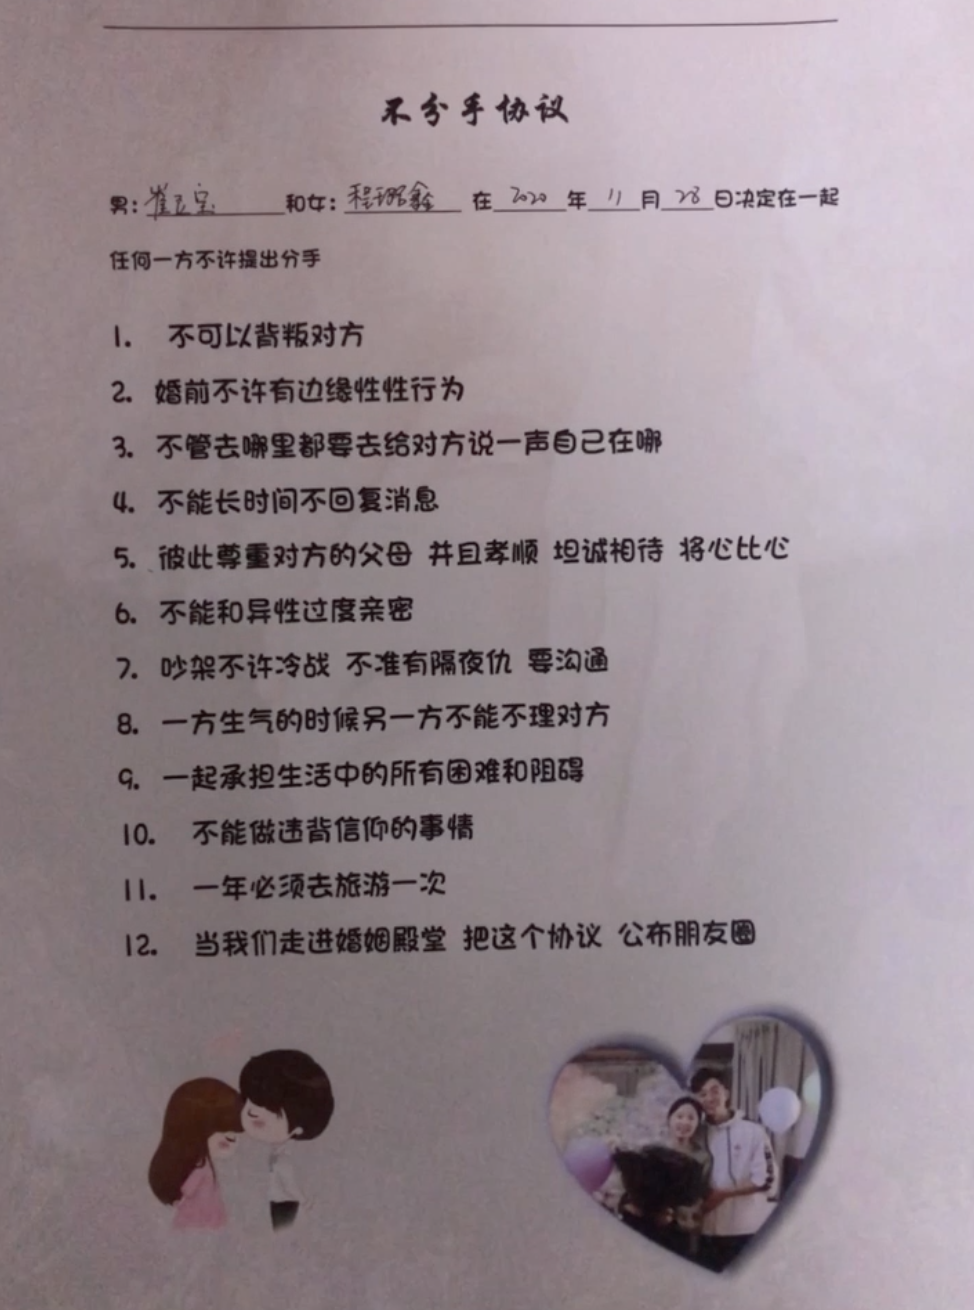 不分手协议
男：崔 宝 和女：程 鑫 在 2020 年 11 月 28 日决定在一起
任何一方不许提出分手
1. 不可以背叛对方
2. 婚前不许有边缘性性行为
3. 不管去哪里都要去给对方说一声自己在哪
4. 不能长时间不回复消息
5. 彼此尊重对方的父母 并且孝顺 坦诚相待 将心比心
6. 不能和异性过度亲密
7. 吵架不许冷战 不准有隔夜仇 要沟通
8. 一方生气的时候另一方不能不理对方
9. 一起承担生活中的所有困难和阻碍
10. 不能做违背信仰的事情
11. 一年必须去旅游一次
12. 当我们走进婚姻殿堂 把这个协议 公布朋友圈